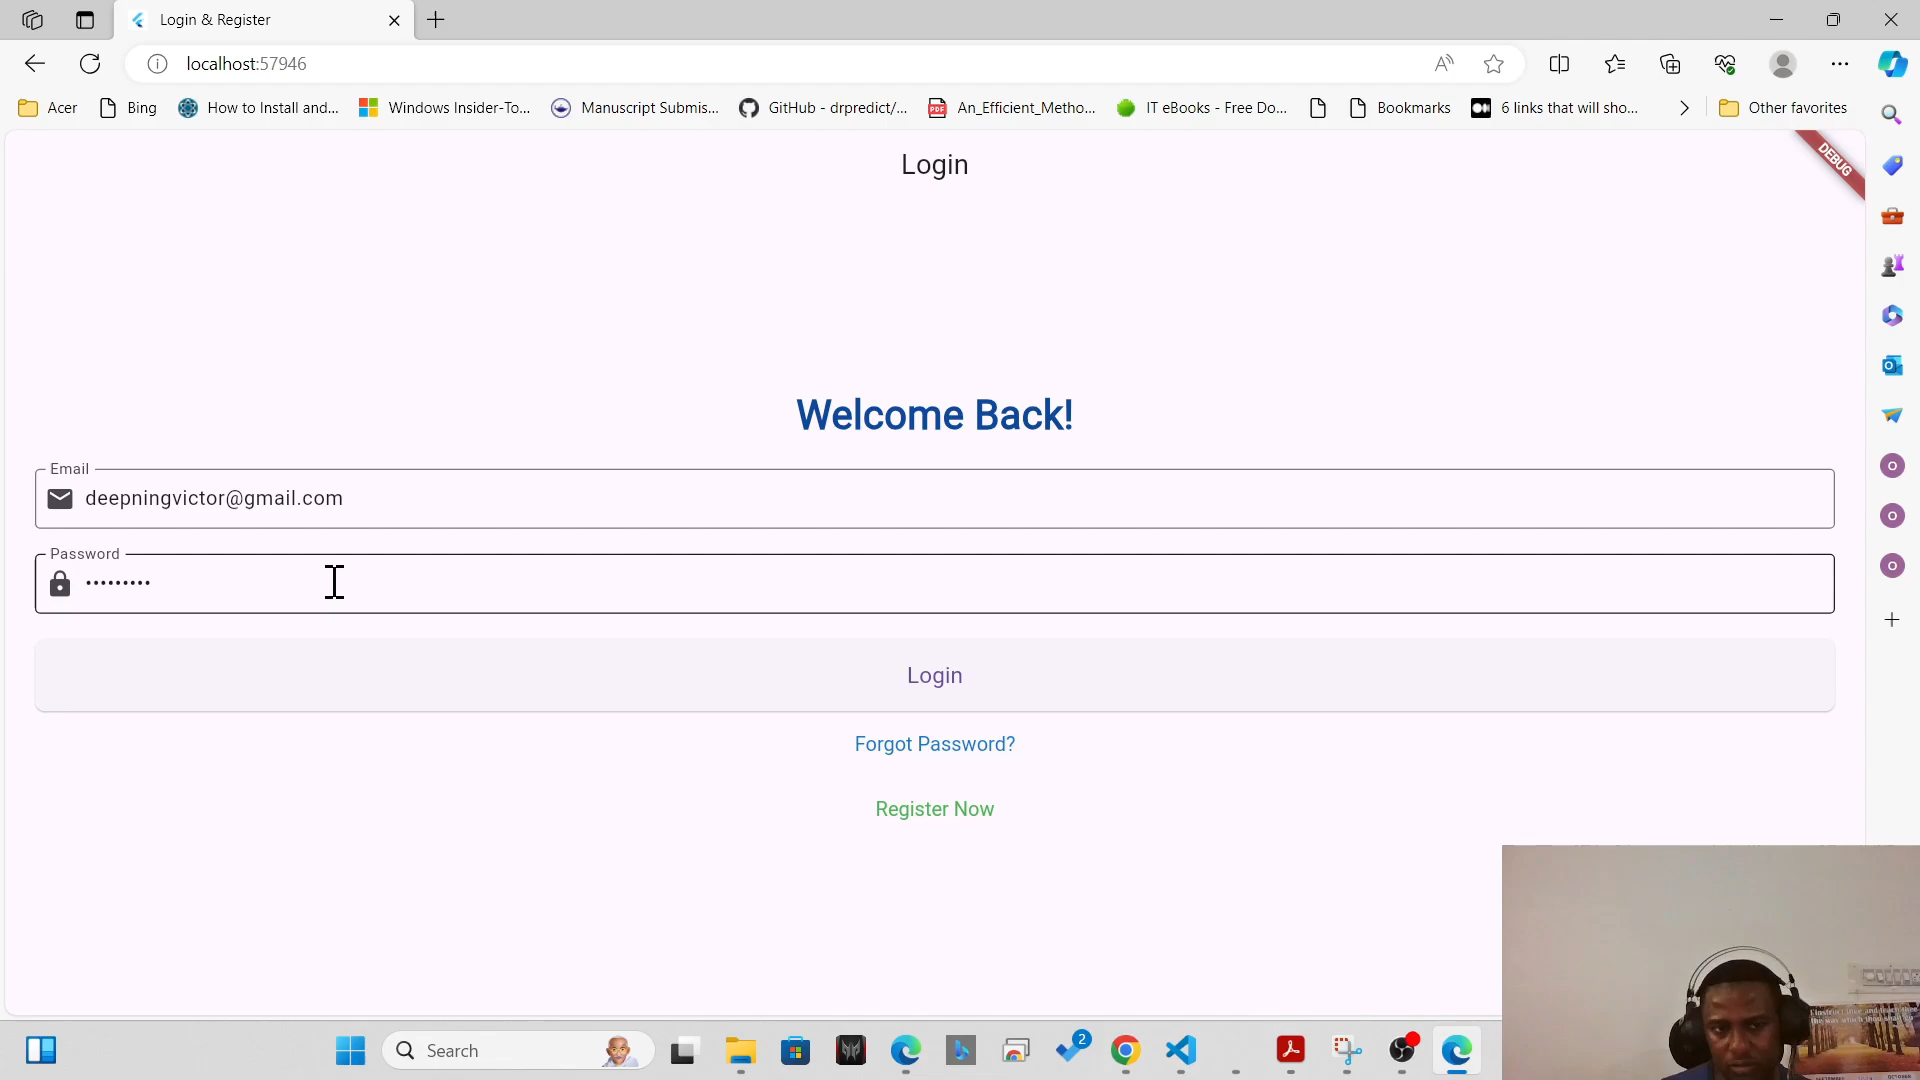 Login & Register
localhost:57946
Acer
Bing
How to Install and...
Windows Insider-To...
Manuscript Submis...
GitHub - drpredict/...
An_Efficient_Metho...
IT eBooks - Free Do...
Bookmarks
6 links that will sho...
Other favorites
Login
DEBUG
Welcome Back!
Email
deepningvictor@gmail.com
Password
•••••••••
Login
Forgot Password?
Register Now
Search
2